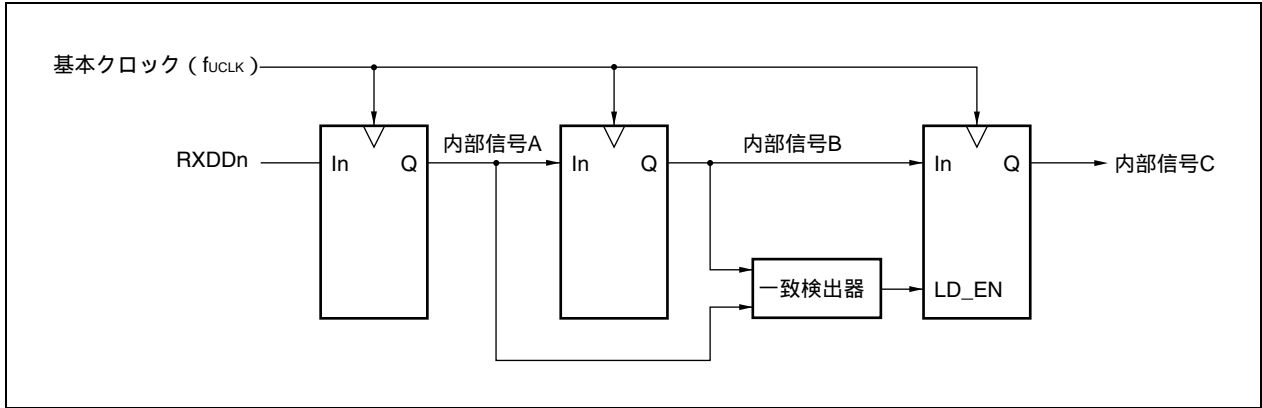 基本クロック（fUCLK）
RXDDn
In
Q
内部信号A
In
Q
内部信号B
In
Q
内部信号C
一致検出器
LD_EN